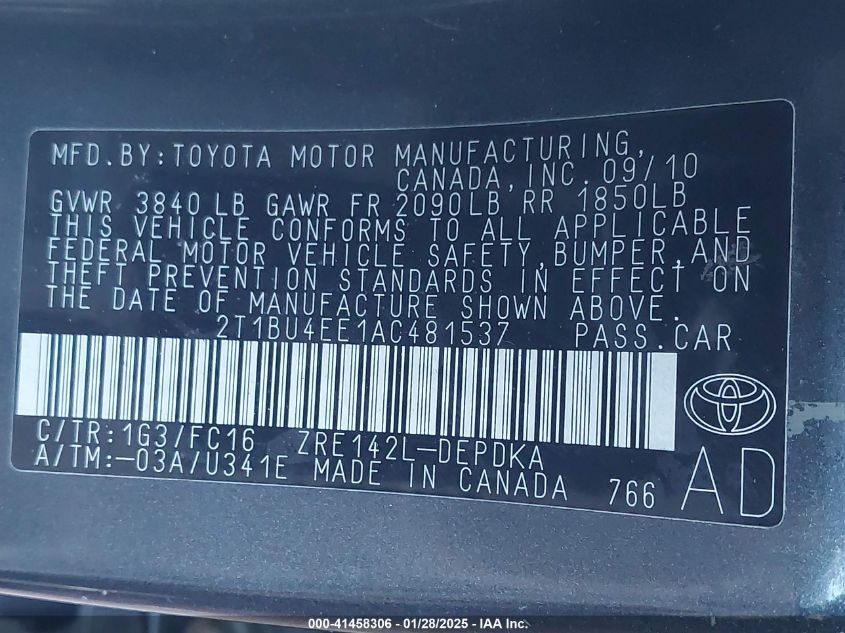 MFD.BY:TOYOTA MOTOR MANUFACTURING,
CANADA,INC. 09/10
GVWR 3840LB GAWR FR 2090LB RR 1850LB
THIS VEHICLE CONFORMS TO ALL APPLICABLE
FEDERAL MOTOR VEHICLE SAFETY,BUMPER,AND
THEFT PREVENTION STANDARDS IN EFFECT ON
THE DATE OF MANUFACTURE SHOWN ABOVE.
2T1BU4EE1AC481537 PASS.CAR
C/TR:1G3/FC16 ZRE142L-DEPDKA
A/TM:-03A/U341E MADE IN CANADA 766 AD
000-41458306 - 01/28/2025 - IAA Inc.